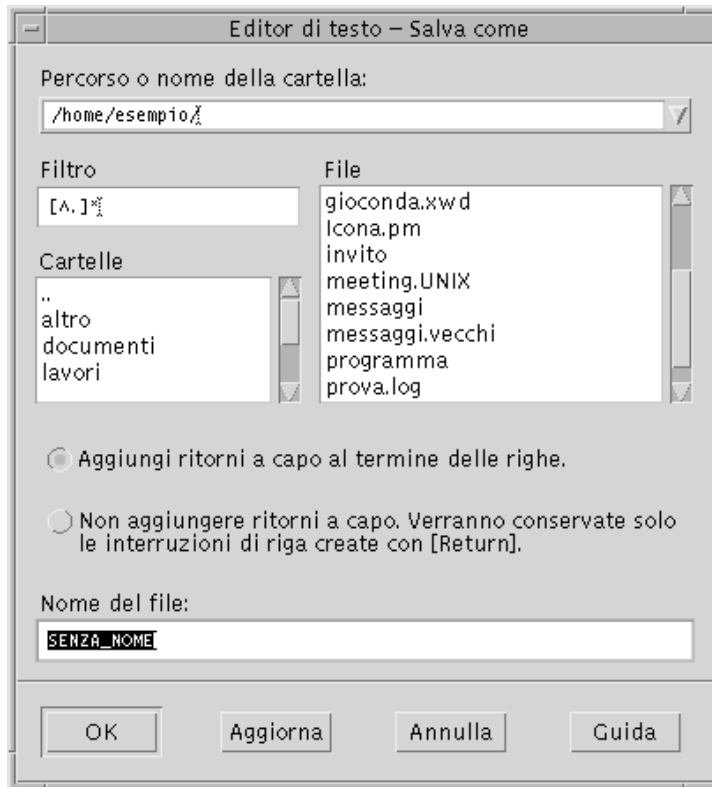 Editor di testo – Salva come
Percorso o nome della cartella:
/home/esempio/
Filtro
[^.]*
File
gioconda.xwd
Icona.pm
invito
meeting.UNIX
messaggi
messaggi.vecchi
programma
prova.log
Cartelle
..
altro
documenti
lavori
Aggiungi ritorni a capo al termine delle righe.
Non aggiungere ritorni a capo. Verranno conservate solo
le interruzioni di riga create con [Return].
Nome del file:
SENZA_NOME
OK Aggiorna Annulla Guida